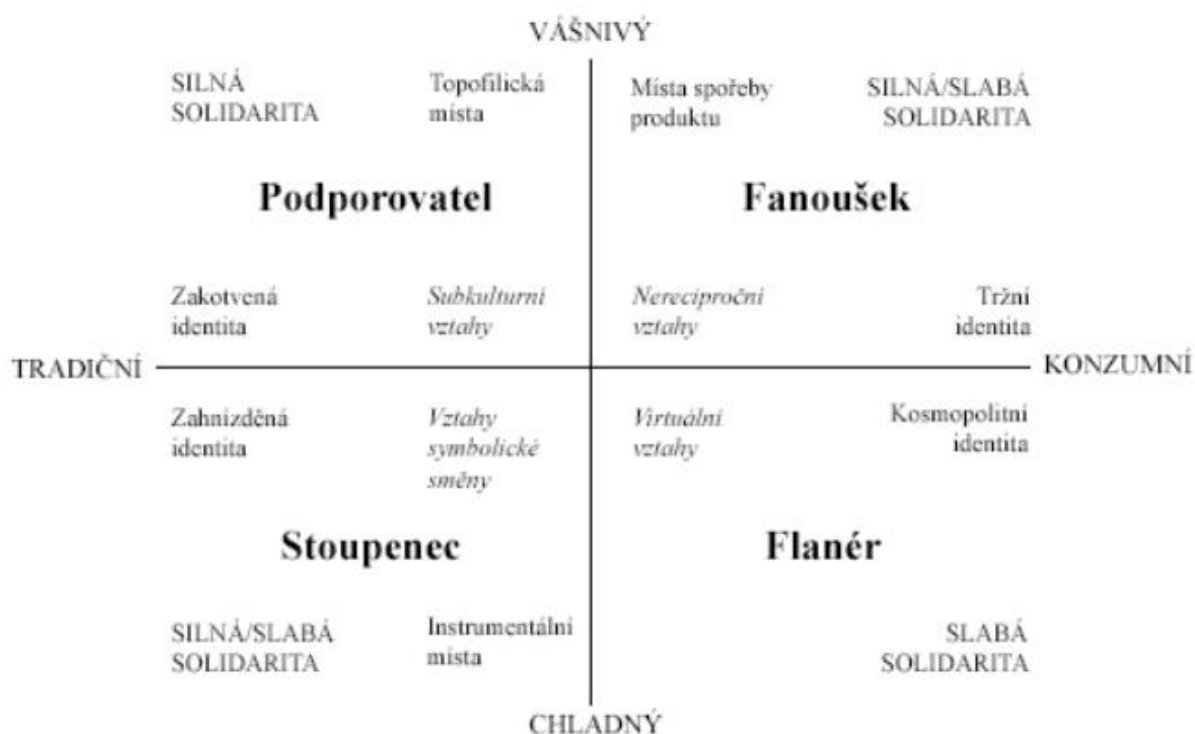 VÁŠNIVÝ
SILNÁ
SOLIDARITA
Topofilická
místa
Místa spořeby
produktu
SILNÁ/SLABÁ
SOLIDARITA
Podporovatel
Fanoušek
Zakotvená
identita
Subkulturní
vztahy
Nereciproční
vztahy
Tržní
identita
TRADIČNÍ
KONZUMNÍ
Zahnízděná
identita
Vztahy
symbolické
směny
Virtuální
vztahy
Kosmopolitní
identita
Stoupenec
Flanér
SILNÁ/SLABÁ
SOLIDARITA
Instrumentální
místa
SLABÁ
SOLIDARITA
CHLADNÝ